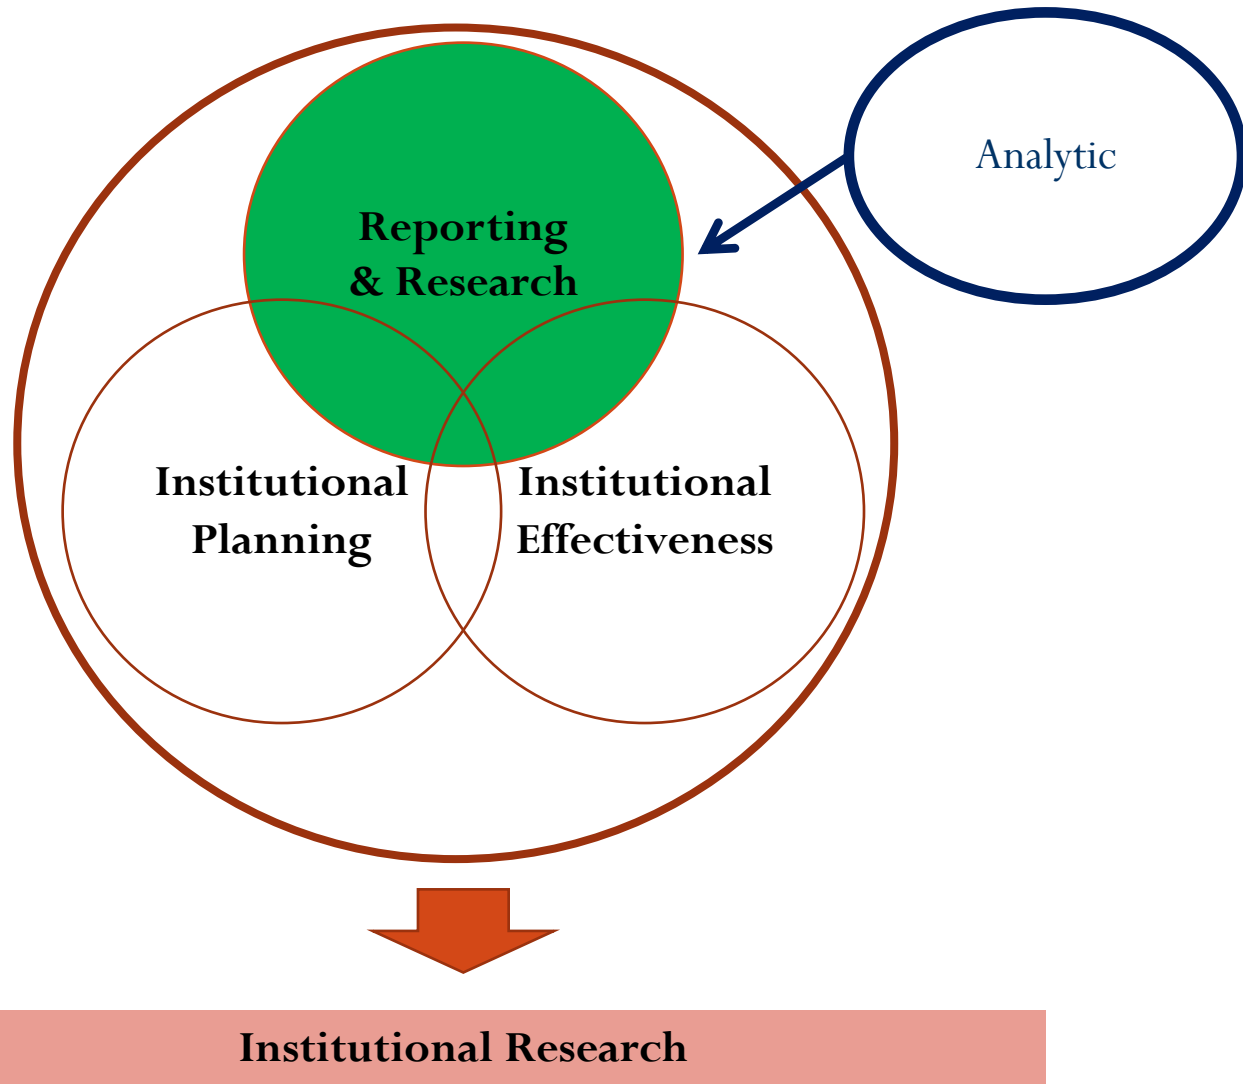 Analytic
Reporting
& Research
Institutional
Planning
Institutional
Effectiveness
Institutional Research